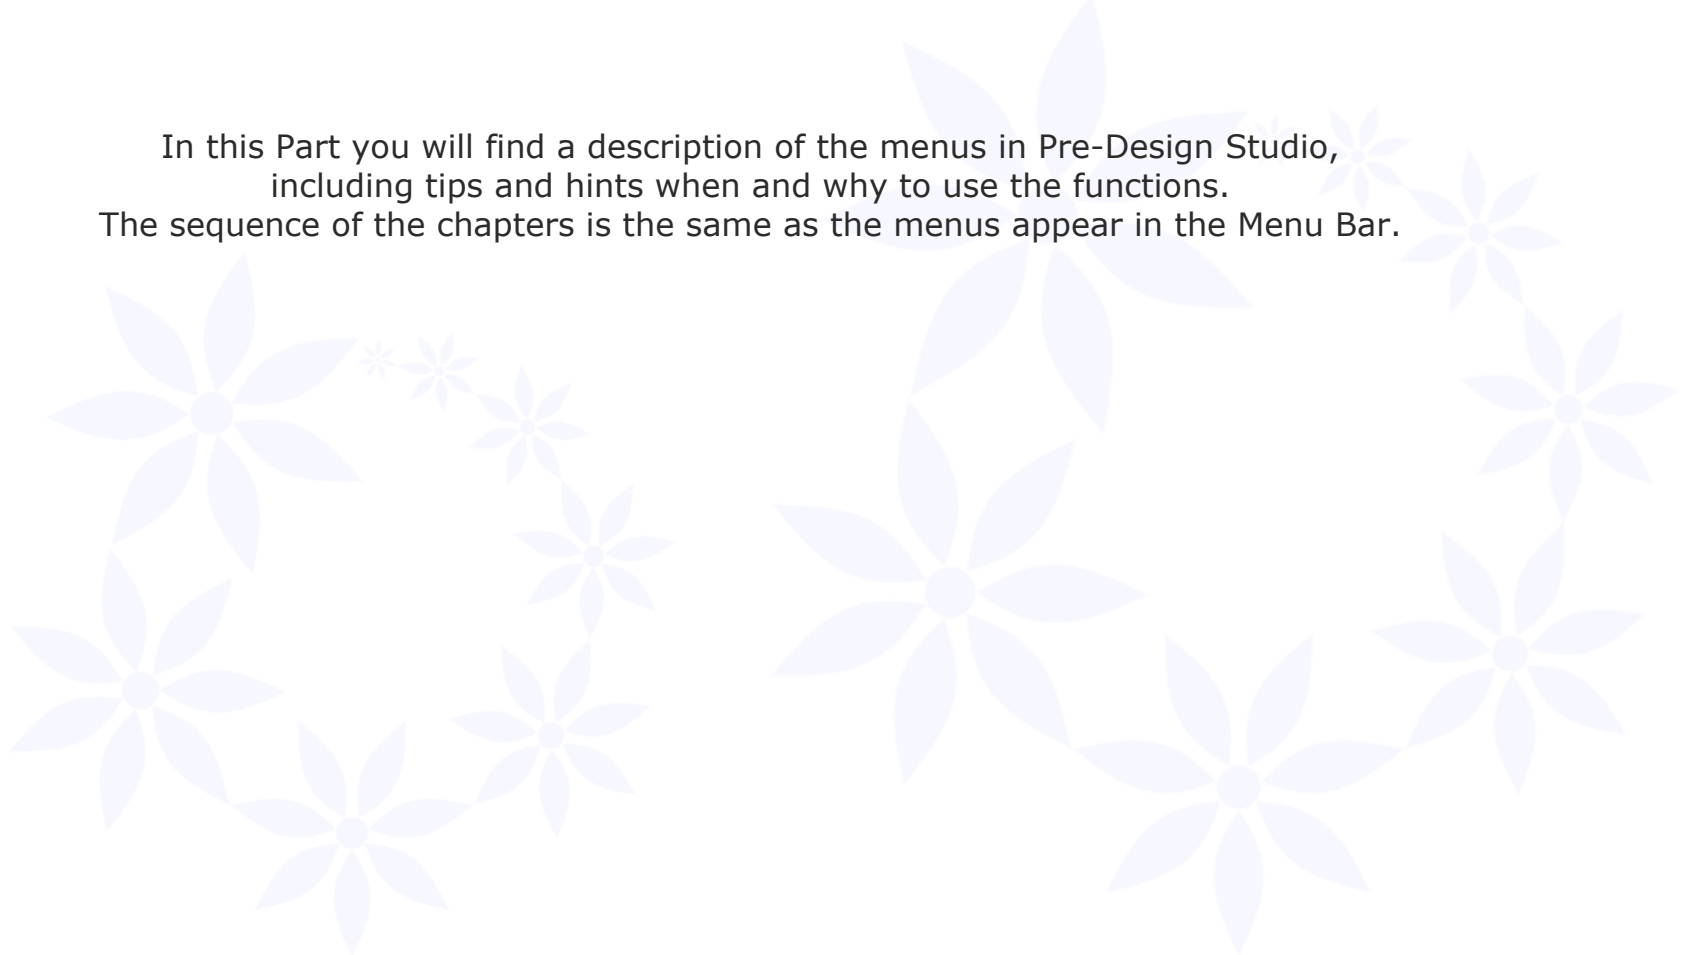 In this Part you will find a description of the menus in Pre-Design Studio,
including tips and hints when and why to use the functions.
The sequence of the chapters is the same as the menus appear in the Menu Bar.